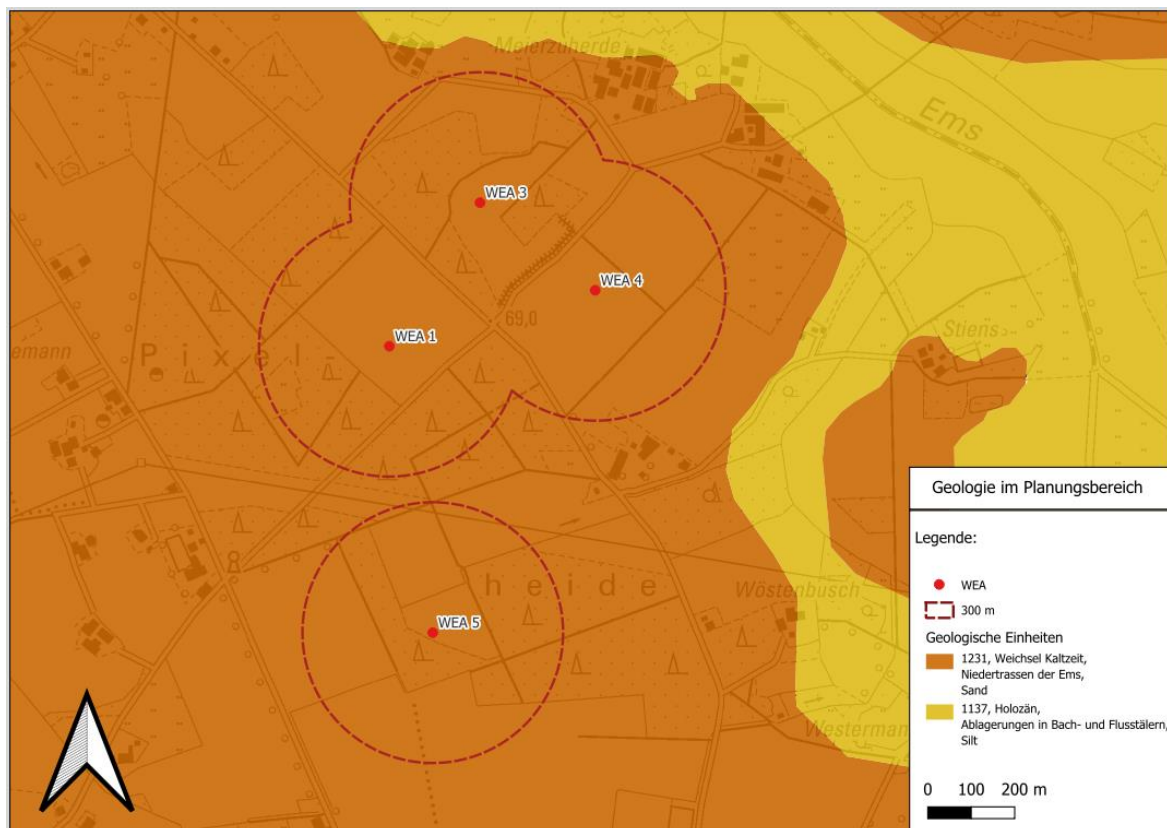 Meierzuherde
Ems
WEA 3
WEA 4
69,0
WEA 1
Stiens
emann
Pixel-
heide
Wöstenbusch
WEA 5
Westerman
Geologie im Planungsbereich
Legende:
WEA
300 m
Geologische Einheiten
1231, Weichsel Kaltzeit,
Niedertrassen der Ems,
Sand
1137, Holozän,
Ablagerungen in Bach- und Flusstälern,
Silt
0 100 200 m